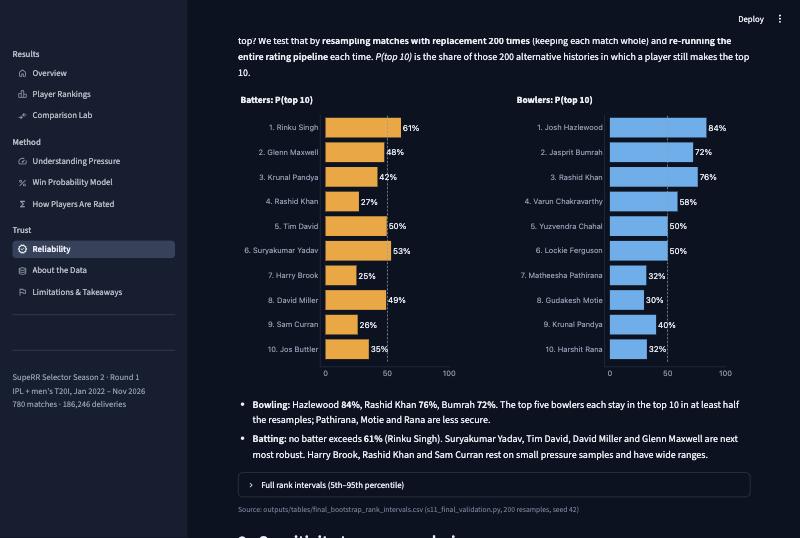 Deploy
Results
Overview
Player Rankings
Comparison Lab
Method
Understanding Pressure
Win Probability Model
How Players Are Rated
Trust
Reliability
About the Data
Limitations & Takeaways
SupeRR Selector Season 2 · Round 1
IPL + men's T20I, Jan 2022 – Nov 2026
780 matches · 186,246 deliveries
top? We test that by resampling matches with replacement 200 times (keeping each match whole) and re-running the
entire rating pipeline each time. P(top 10) is the share of those 200 alternative histories in which a player still makes the top
10.
Batters: P(top 10)
1. Rinku Singh 61%
2. Glenn Maxwell 48%
3. Krunal Pandya 42%
4. Rashid Khan 27%
5. Tim David 50%
6. Suryakumar Yadav 53%
7. Harry Brook 25%
8. David Miller 49%
9. Sam Curran 26%
10. Jos Buttler 35%
0 50 100
Bowlers: P(top 10)
1. Josh Hazlewood 84%
2. Jasprit Bumrah 72%
3. Rashid Khan 76%
4. Varun Chakravarthy 58%
5. Yuzvendra Chahal 50%
6. Lockie Ferguson 50%
7. Matheesha Pathirana 32%
8. Gudakesh Motie 30%
9. Krunal Pandya 40%
10. Harshit Rana 32%
0 50 100
• Bowling: Hazlewood 84%, Rashid Khan 76%, Bumrah 72%. The top five bowlers each stay in the top 10 in at least half
the resamples; Pathirana, Motie and Rana are less secure.
• Batting: no batter exceeds 61% (Rinku Singh). Suryakumar Yadav, Tim David, David Miller and Glenn Maxwell are next
most robust. Harry Brook, Rashid Khan and Sam Curran rest on small pressure samples and have wide ranges.
Full rank intervals (5th–95th percentile)
Source: outputs/tables/final_bootstrap_rank_intervals.csv (s11_final_validation.py, 200 resamples, seed 42)